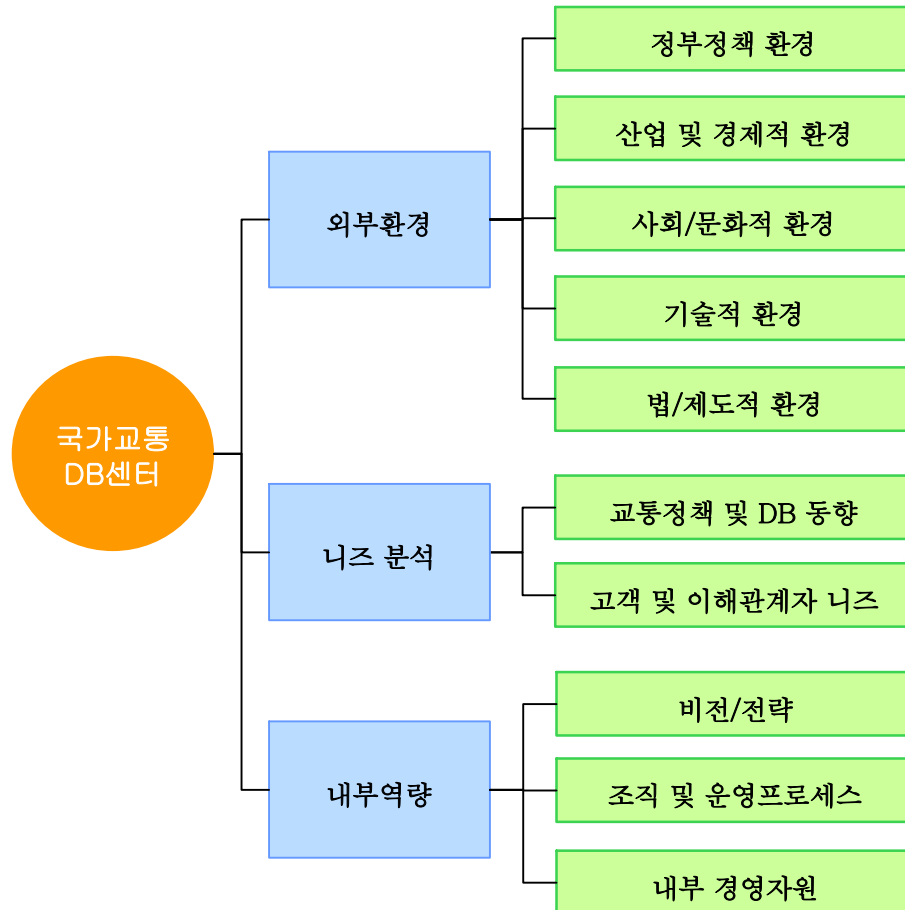 국가교통
DB센터
외부환경
정부정책 환경
산업 및 경제적 환경
사회/문화적 환경
기술적 환경
법/제도적 환경
니즈 분석
교통정책 및 DB 동향
고객 및 이해관계자 니즈
내부역량
비전/전략
조직 및 운영프로세스
내부 경영자원